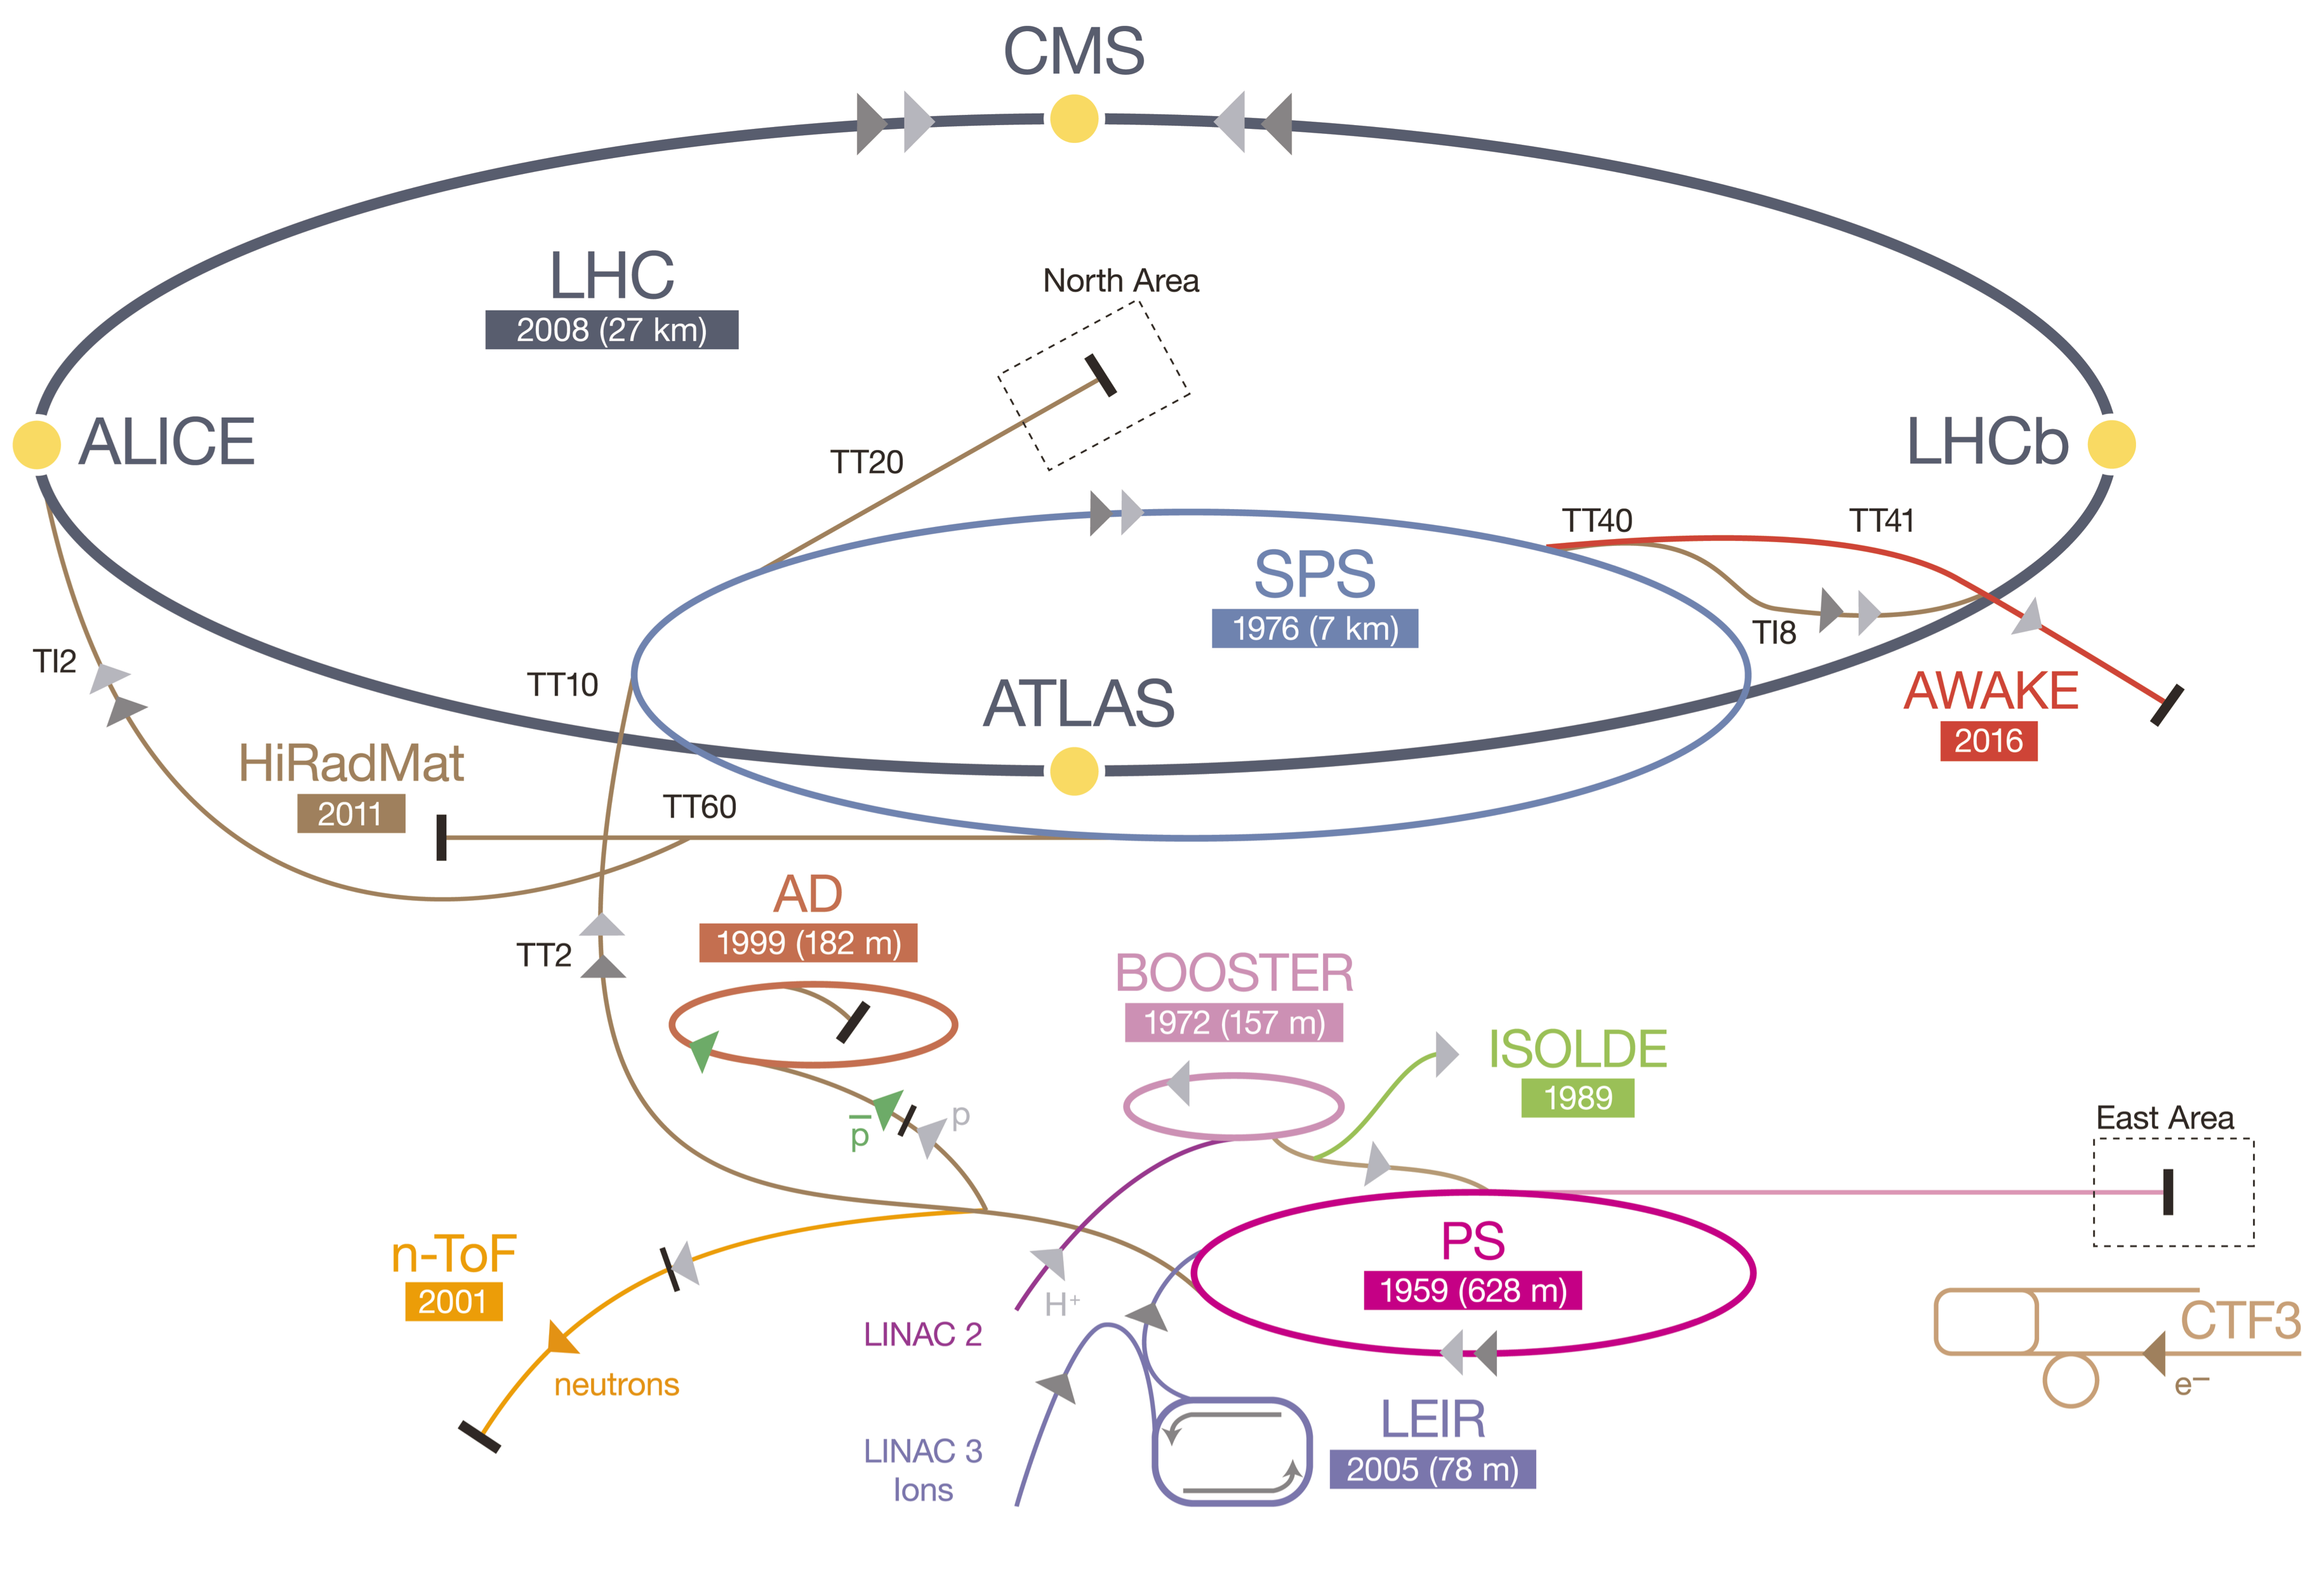 CMS
LHC
2008 (27 km)
North Area
ALICE
LHCb
TT20
TT40
TT41
SPS
1976 (7 km)
TI8
TI2
TT10
ATLAS
AWAKE
2016
HiRadMat
2011
TT60
AD
1999 (182 m)
TT2
BOOSTER
1972 (157 m)
ISOLDE
1989
p
p̅
East Area
n-ToF
2001
PS
1959 (628 m)
H⁺
LINAC 2
CTF3
neutrons
e⁻
LEIR
2005 (78 m)
LINAC 3
Ions